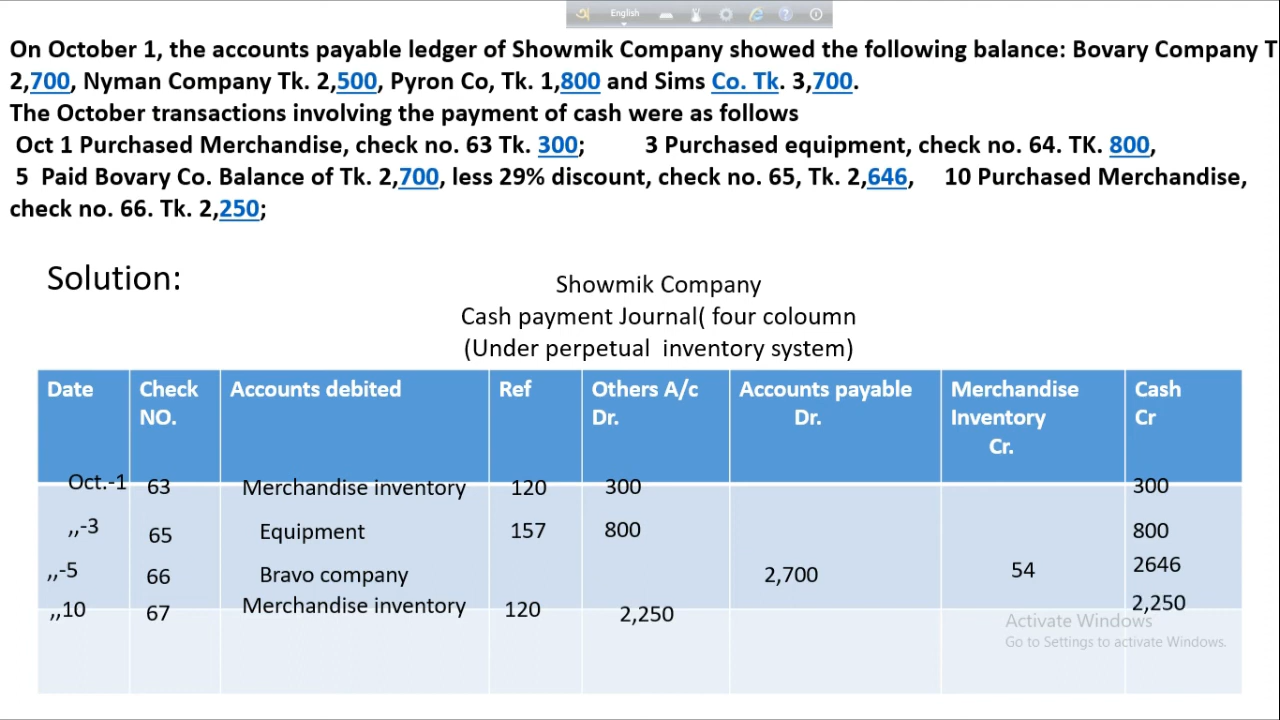 English
On October 1, the accounts payable ledger of Showmik Company showed the following balance: Bovary Company T
2,700, Nyman Company Tk. 2,500, Pyron Co, Tk. 1,800 and Sims Co. Tk. 3,700.
The October transactions involving the payment of cash were as follows
Oct 1 Purchased Merchandise, check no. 63 Tk. 300; 3 Purchased equipment, check no. 64. TK. 800,
5 Paid Bovary Co. Balance of Tk. 2,700, less 29% discount, check no. 65, Tk. 2,646, 10 Purchased Merchandise,
check no. 66. Tk. 2,250;
Solution:
Showmik Company
Cash payment Journal( four coloumn
(Under perpetual inventory system)
Date Check NO. Accounts debited Ref Others A/c Dr. Accounts payable Dr. Merchandise Inventory Cr. Cash Cr
Oct.-1 63 Merchandise inventory 120 300 300
,,-3 65 Equipment 157 800 800
,,-5 66 Bravo company 2,700 54 2646
,,10 67 Merchandise inventory 120 2,250 2,250
Activate Windows
Go to Settings to activate Windows.